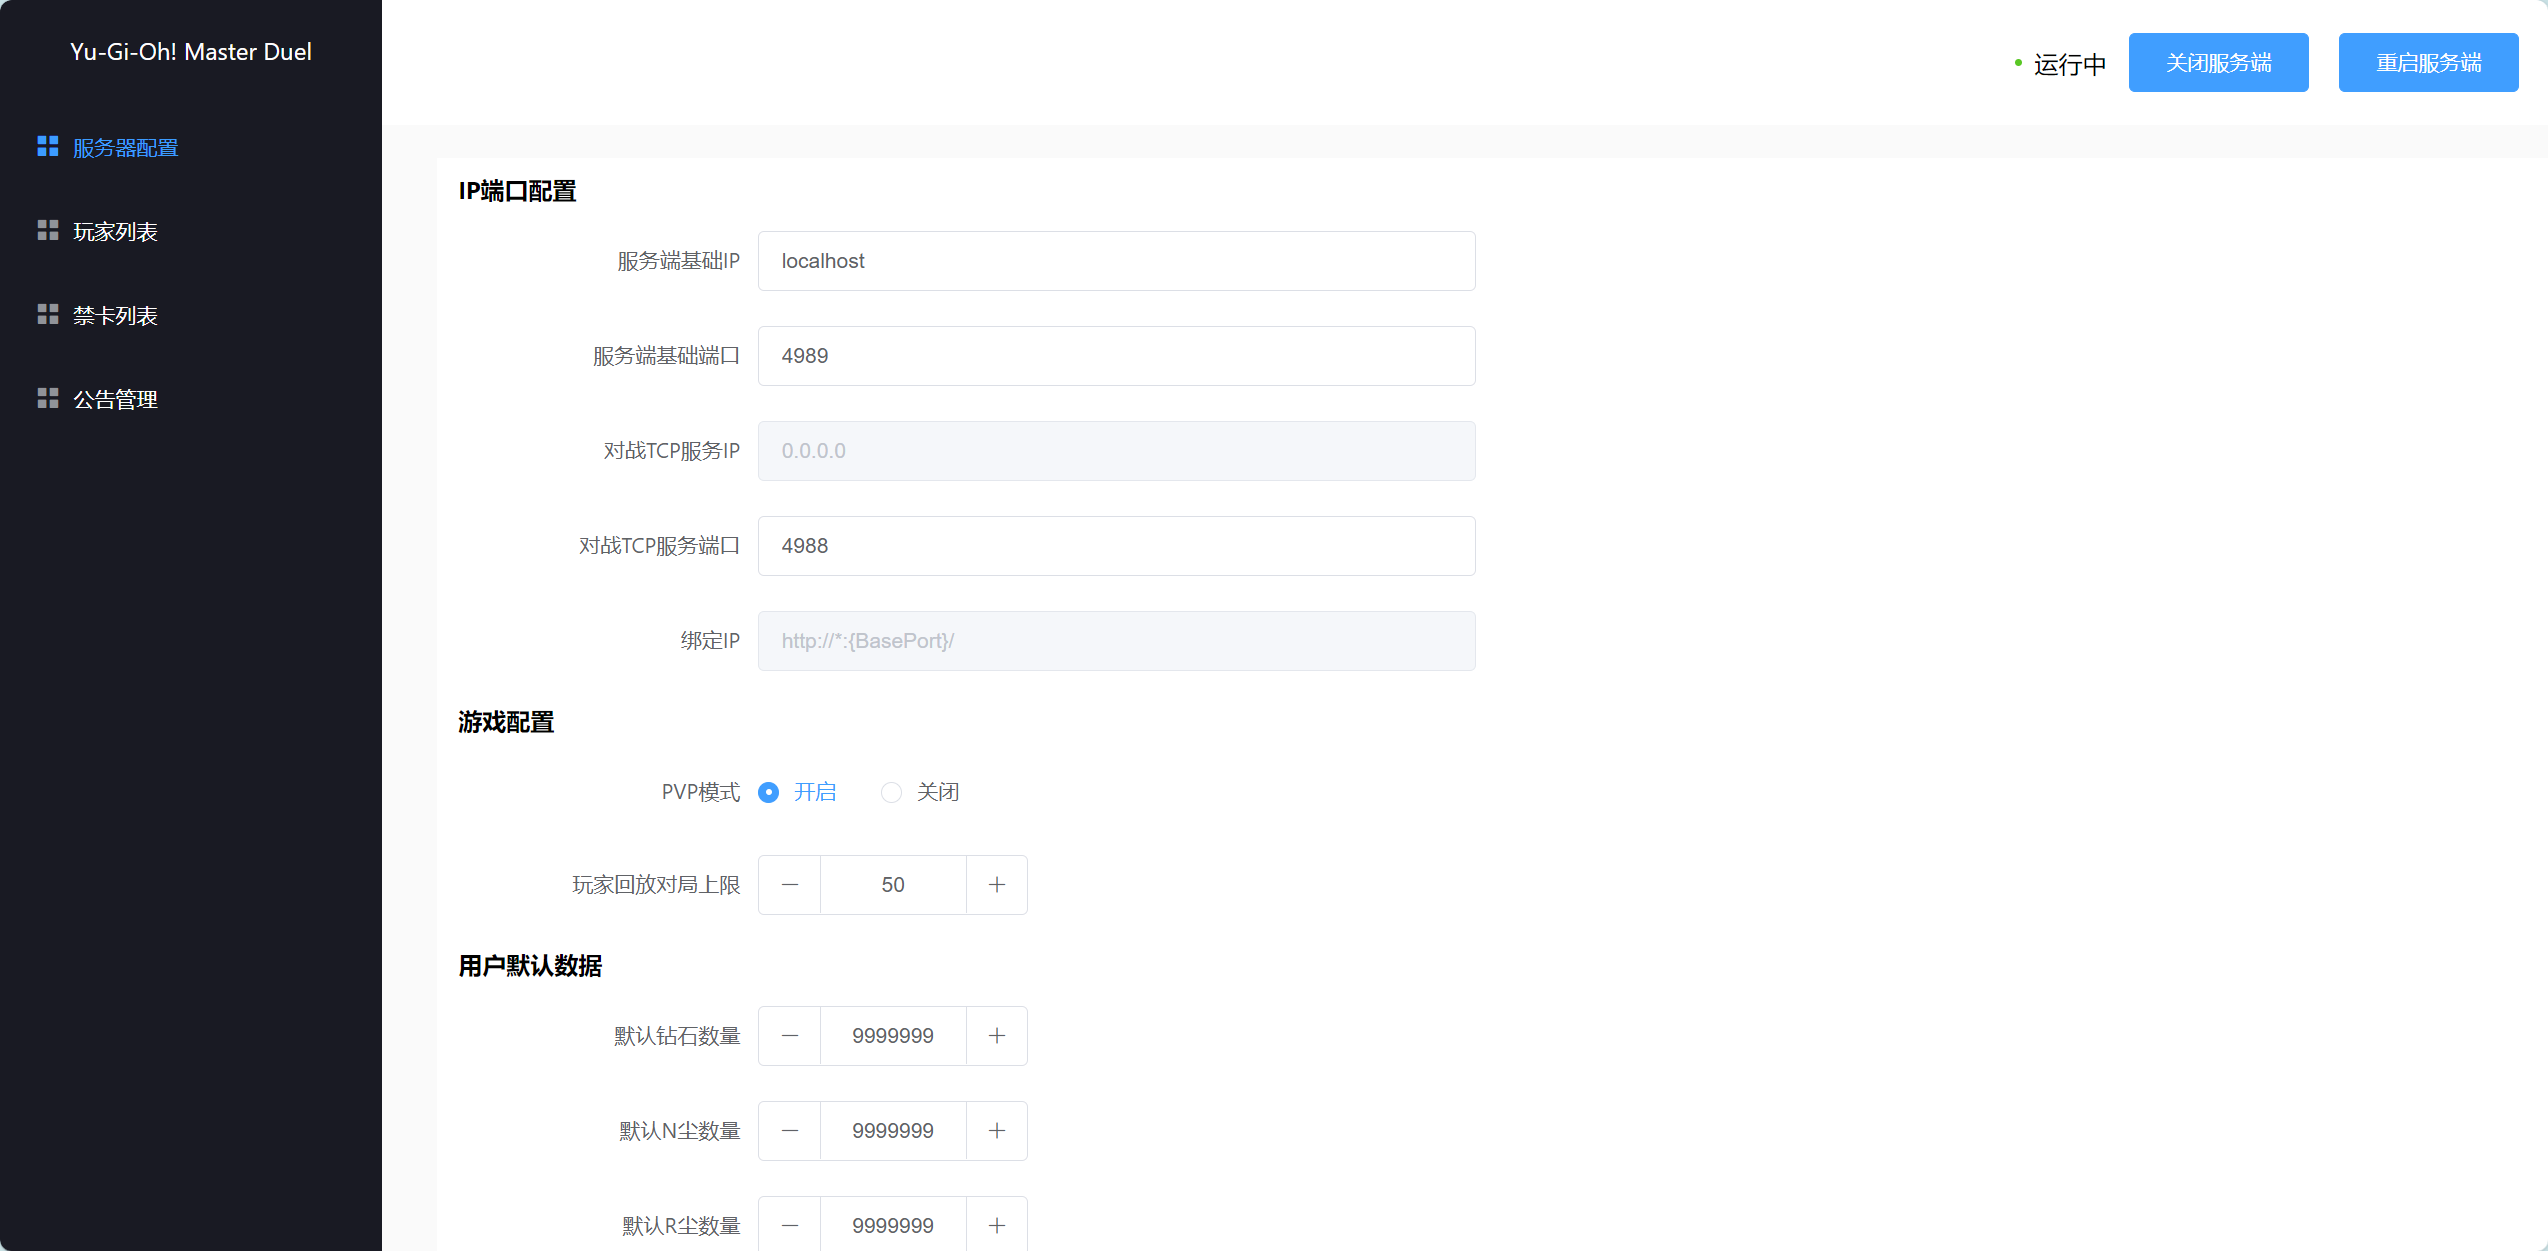 Yu-Gi-Oh! Master Duel
服务器配置
玩家列表
禁卡列表
公告管理
运行中
关闭服务端
重启服务端
IP端口配置
服务端基础IP localhost
服务端基础端口 4989
对战TCP服务IP 0.0.0.0
对战TCP服务端口 4988
绑定IP http://*:{BasePort}/
游戏配置
PVP模式 开启 关闭
玩家回放对局上限 50
用户默认数据
默认钻石数量 9999999
默认N尘数量 9999999
默认R尘数量 9999999